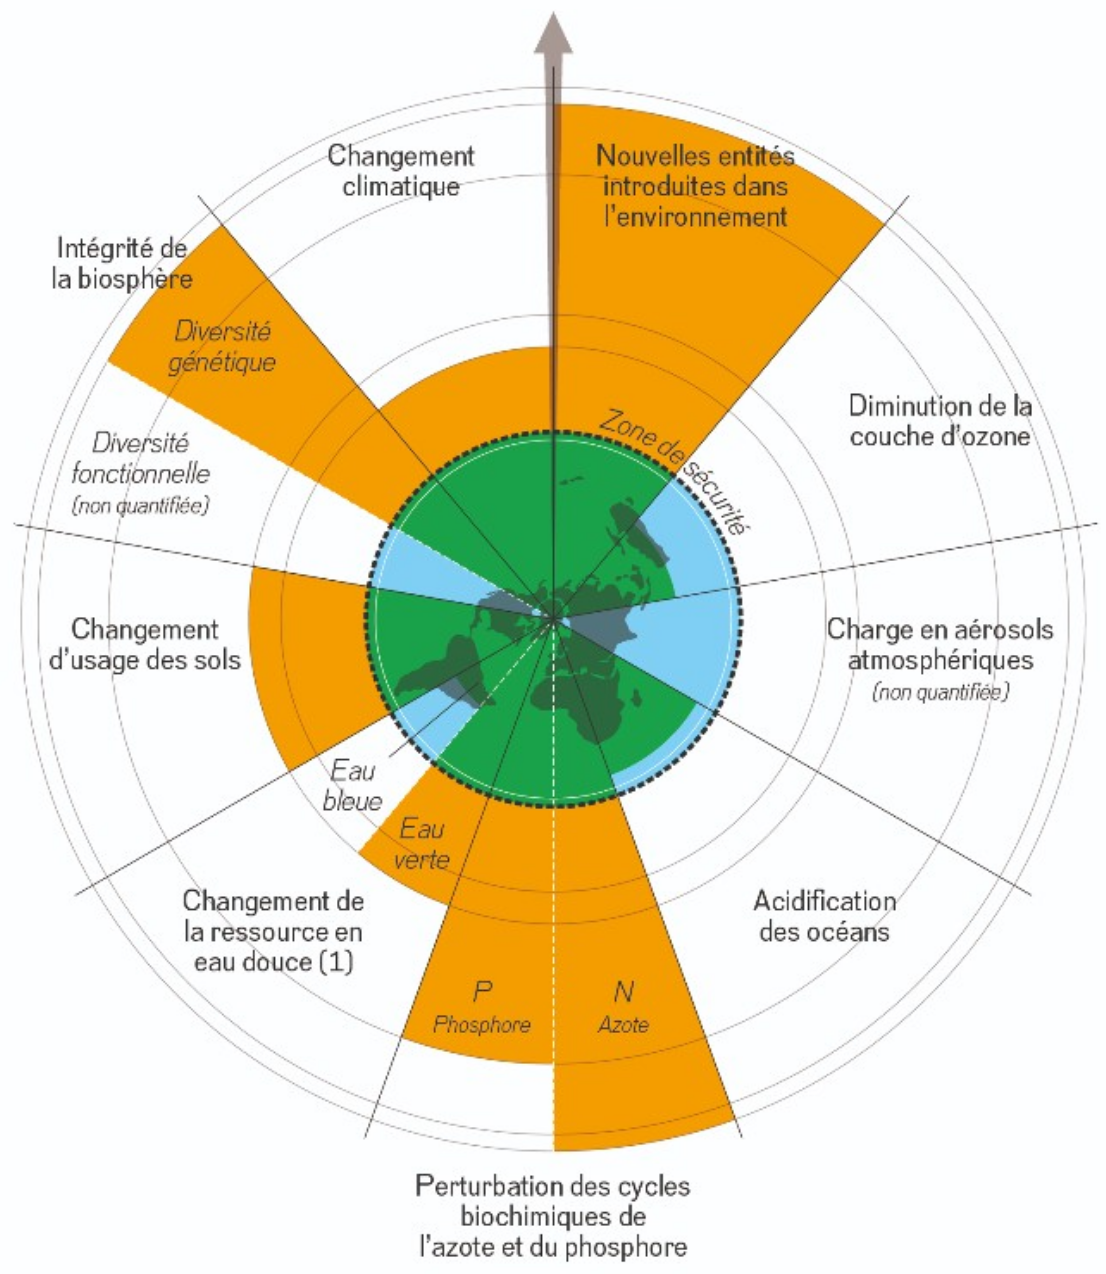 Changement
climatique
Nouvelles entités
introduites dans
l'environnement
Intégrité de
la biosphère
Diversité
génétique
Diversité
fonctionnelle
(non quantifiée)
Zone de sécurité
Diminution de la
couche d'ozone
Changement
d'usage des sols
Charge en aérosols
atmosphériques
(non quantifiée)
Eau
bleue
Eau
verte
Changement de
la ressource en
eau douce (1)
Acidification
des océans
P
Phosphore
N
Azote
Perturbation des cycles
biochimiques de
l'azote et du phosphore